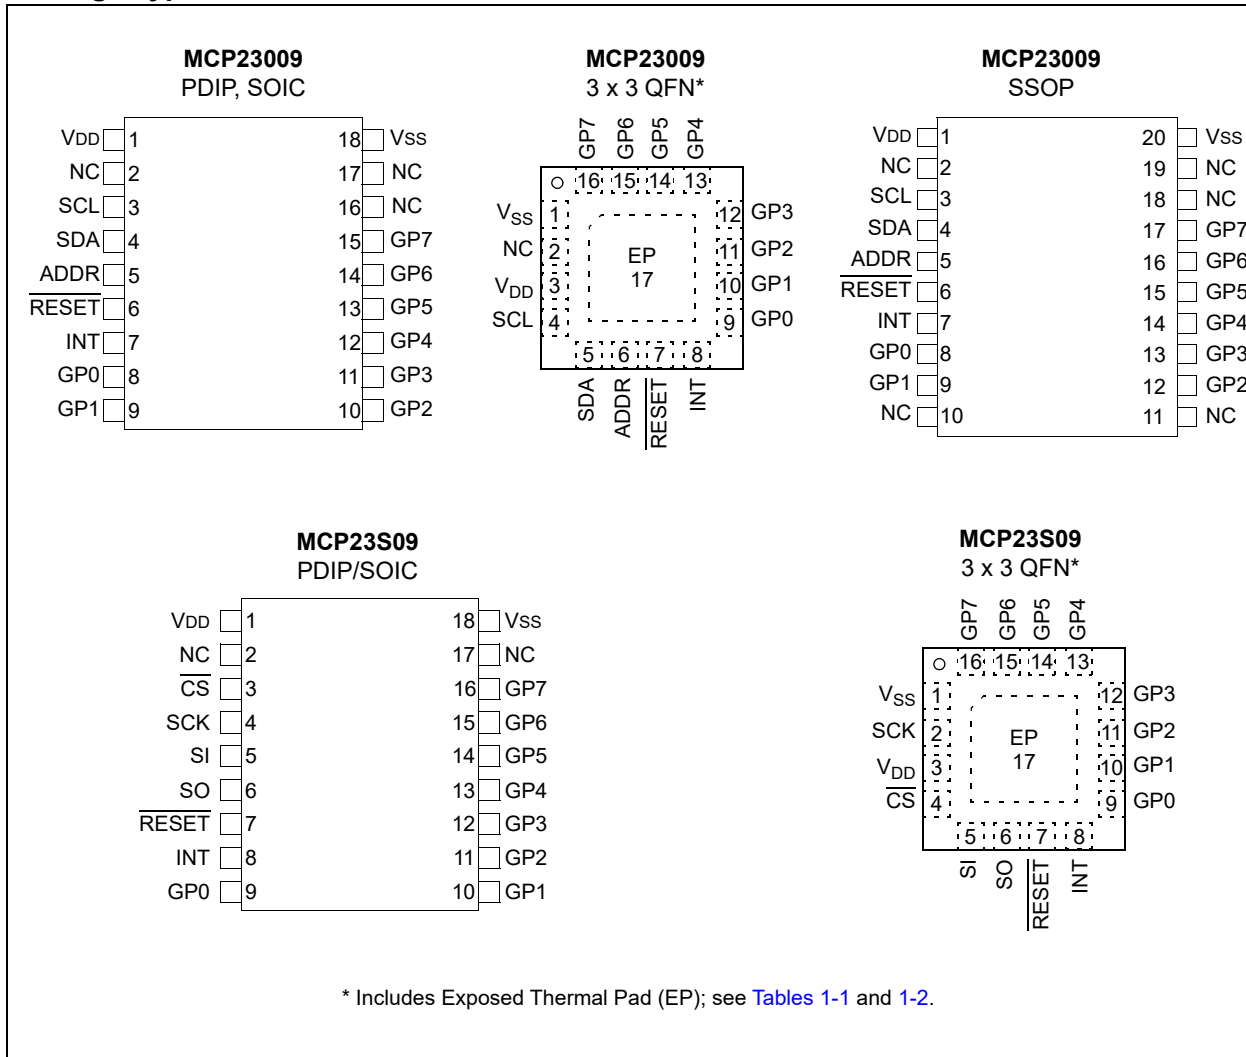 MCP23009
PDIP, SOIC
VDD 1 18 VSS
NC 2 17 NC
SCL 3 16 NC
SDA 4 15 GP7
ADDR 5 14 GP6
RESET 6 13 GP5
INT 7 12 GP4
GP0 8 11 GP3
GP1 9 10 GP2
MCP23009
3 x 3 QFN*
GP7 GP6 GP5 GP4
16 15 14 13
VSS 1 12 GP3
NC 2 EP 11 GP2
VDD 3 17 10 GP1
SCL 4 9 GP0
5 6 7 8
SDA ADDR RESET INT
MCP23009
SSOP
VDD 1 20 VSS
NC 2 19 NC
SCL 3 18 NC
SDA 4 17 GP7
ADDR 5 16 GP6
RESET 6 15 GP5
INT 7 14 GP4
GP0 8 13 GP3
GP1 9 12 GP2
NC 10 11 NC
MCP23S09
PDIP/SOIC
VDD 1 18 VSS
NC 2 17 NC
CS 3 16 GP7
SCK 4 15 GP6
SI 5 14 GP5
SO 6 13 GP4
RESET 7 12 GP3
INT 8 11 GP2
GP0 9 10 GP1
MCP23S09
3 x 3 QFN*
GP7 GP6 GP5 GP4
16 15 14 13
VSS 1 12 GP3
SCK 2 EP 11 GP2
VDD 3 17 10 GP1
CS 4 9 GP0
5 6 7 8
SI SO RESET INT
* Includes Exposed Thermal Pad (EP); see Tables 1-1 and 1-2.